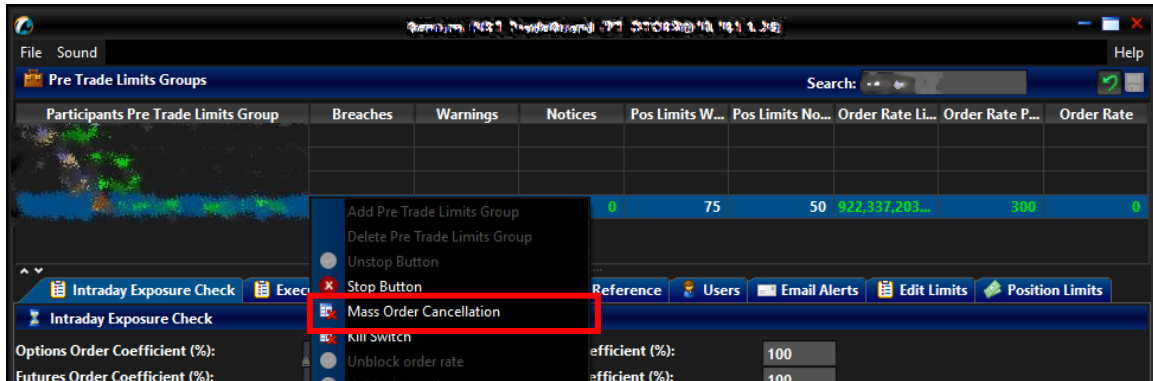 File Sound Help
Pre Trade Limits Groups Search:
Participants Pre Trade Limits Group Breaches Warnings Notices Pos Limits W... Pos Limits No... Order Rate Li... Order Rate P... Order Rate
0 75 50 922,337,203... 300 0
Add Pre Trade Limits Group
Delete Pre Trade Limits Group
Unstop Button
Stop Button
Mass Order Cancellation
Kill Switch
Unblock order rate
Intraday Exposure Check Execu Reference Users Email Alerts Edit Limits Position Limits
Intraday Exposure Check
Options Order Coefficient (%): efficient (%): 100
Futures Order Coefficient (%): efficient (%): 100